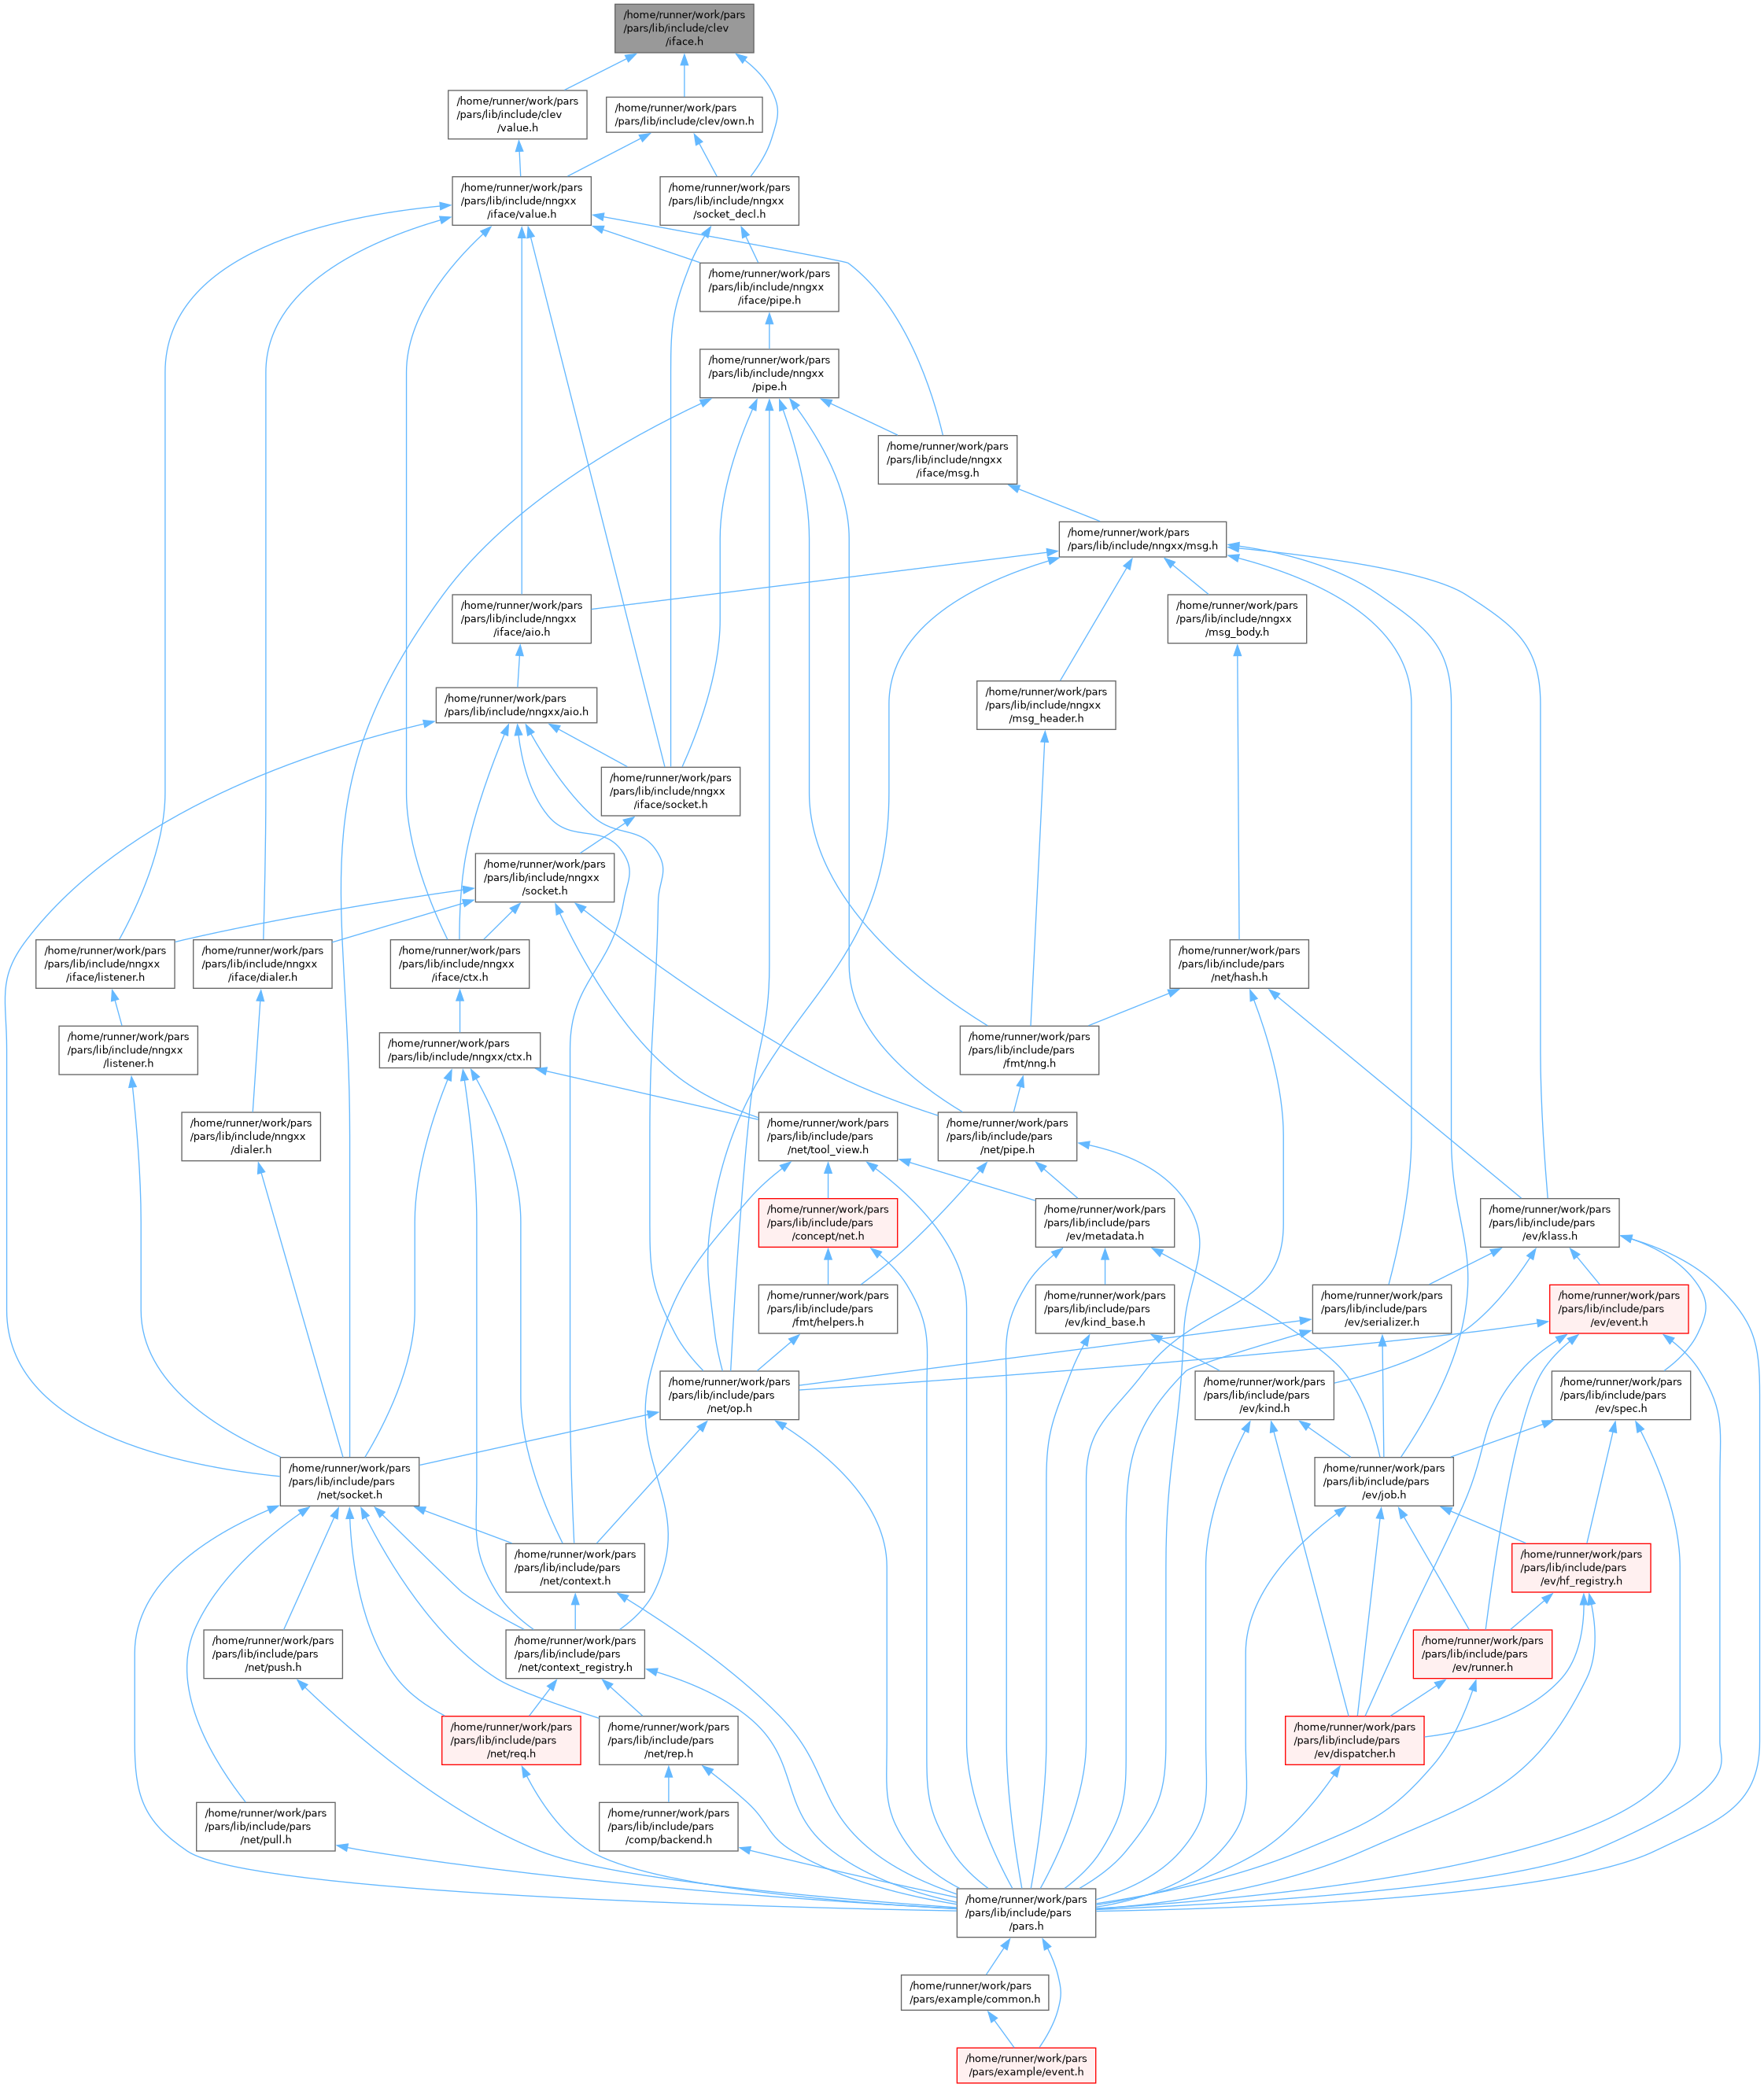 /home/runner/work/pars
/pars/lib/include/clev
/iface.h
/home/runner/work/pars
/pars/lib/include/clev
/value.h
/home/runner/work/pars
/pars/lib/include/clev/own.h
/home/runner/work/pars
/pars/lib/include/nngxx
/iface/value.h
/home/runner/work/pars
/pars/lib/include/nngxx
/socket_decl.h
/home/runner/work/pars
/pars/lib/include/nngxx
/iface/pipe.h
/home/runner/work/pars
/pars/lib/include/nngxx
/pipe.h
/home/runner/work/pars
/pars/lib/include/nngxx
/iface/msg.h
/home/runner/work/pars
/pars/lib/include/nngxx/msg.h
/home/runner/work/pars
/pars/lib/include/nngxx
/iface/aio.h
/home/runner/work/pars
/pars/lib/include/nngxx
/msg_body.h
/home/runner/work/pars
/pars/lib/include/nngxx
/msg_header.h
/home/runner/work/pars
/pars/lib/include/nngxx/aio.h
/home/runner/work/pars
/pars/lib/include/nngxx
/iface/socket.h
/home/runner/work/pars
/pars/lib/include/nngxx
/socket.h
/home/runner/work/pars
/pars/lib/include/nngxx
/iface/listener.h
/home/runner/work/pars
/pars/lib/include/nngxx
/iface/dialer.h
/home/runner/work/pars
/pars/lib/include/nngxx
/iface/ctx.h
/home/runner/work/pars
/pars/lib/include/pars
/net/hash.h
/home/runner/work/pars
/pars/lib/include/nngxx
/listener.h
/home/runner/work/pars
/pars/lib/include/nngxx/ctx.h
/home/runner/work/pars
/pars/lib/include/pars
/fmt/nng.h
/home/runner/work/pars
/pars/lib/include/nngxx
/dialer.h
/home/runner/work/pars
/pars/lib/include/pars
/net/tool_view.h
/home/runner/work/pars
/pars/lib/include/pars
/net/pipe.h
/home/runner/work/pars
/pars/lib/include/pars
/concept/net.h
/home/runner/work/pars
/pars/lib/include/pars
/ev/metadata.h
/home/runner/work/pars
/pars/lib/include/pars
/ev/klass.h
/home/runner/work/pars
/pars/lib/include/pars
/fmt/helpers.h
/home/runner/work/pars
/pars/lib/include/pars
/ev/kind_base.h
/home/runner/work/pars
/pars/lib/include/pars
/ev/serializer.h
/home/runner/work/pars
/pars/lib/include/pars
/ev/event.h
/home/runner/work/pars
/pars/lib/include/pars
/net/op.h
/home/runner/work/pars
/pars/lib/include/pars
/ev/kind.h
/home/runner/work/pars
/pars/lib/include/pars
/ev/spec.h
/home/runner/work/pars
/pars/lib/include/pars
/net/socket.h
/home/runner/work/pars
/pars/lib/include/pars
/ev/job.h
/home/runner/work/pars
/pars/lib/include/pars
/net/context.h
/home/runner/work/pars
/pars/lib/include/pars
/ev/hf_registry.h
/home/runner/work/pars
/pars/lib/include/pars
/net/push.h
/home/runner/work/pars
/pars/lib/include/pars
/net/context_registry.h
/home/runner/work/pars
/pars/lib/include/pars
/ev/runner.h
/home/runner/work/pars
/pars/lib/include/pars
/net/req.h
/home/runner/work/pars
/pars/lib/include/pars
/net/rep.h
/home/runner/work/pars
/pars/lib/include/pars
/ev/dispatcher.h
/home/runner/work/pars
/pars/lib/include/pars
/net/pull.h
/home/runner/work/pars
/pars/lib/include/pars
/comp/backend.h
/home/runner/work/pars
/pars/lib/include/pars
/pars.h
/home/runner/work/pars
/pars/example/common.h
/home/runner/work/pars
/pars/example/event.h